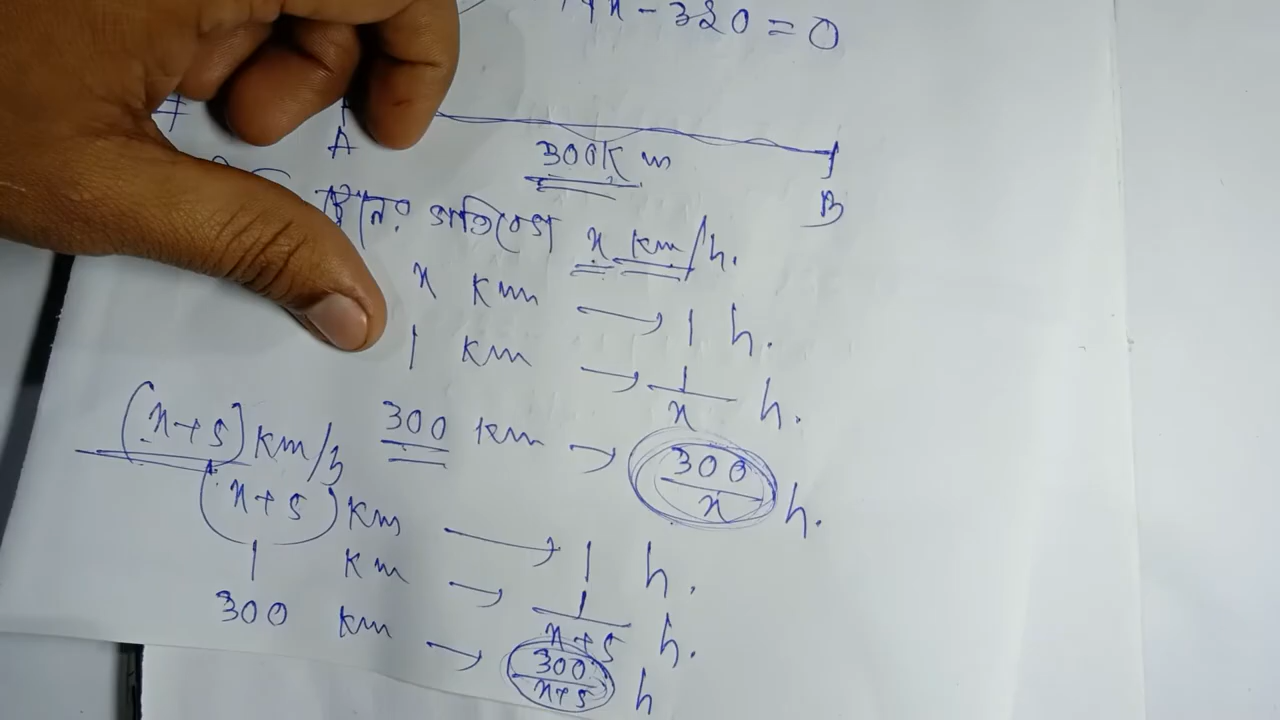 - 320 = 0
#
A
300 Km
B
ট্রেনের গতিবেগ x km/h.
x km → 1 h.
1 km → 1/x h.
(x+5) km/h
300 km → 300/x h.
(x+5) km → 1 h.
1 km → 1/x+5 h.
300 km → 300/x+5 h